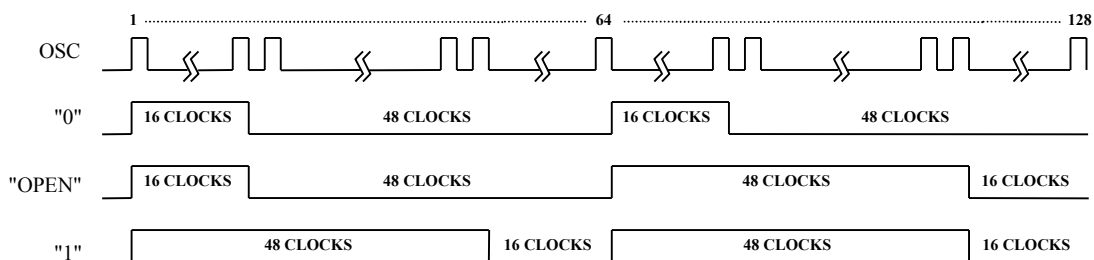 1 64 128
OSC
"0" 16 CLOCKS 48 CLOCKS 16 CLOCKS 48 CLOCKS
"OPEN" 16 CLOCKS 48 CLOCKS 48 CLOCKS 16 CLOCKS
"1" 48 CLOCKS 16 CLOCKS 48 CLOCKS 16 CLOCKS